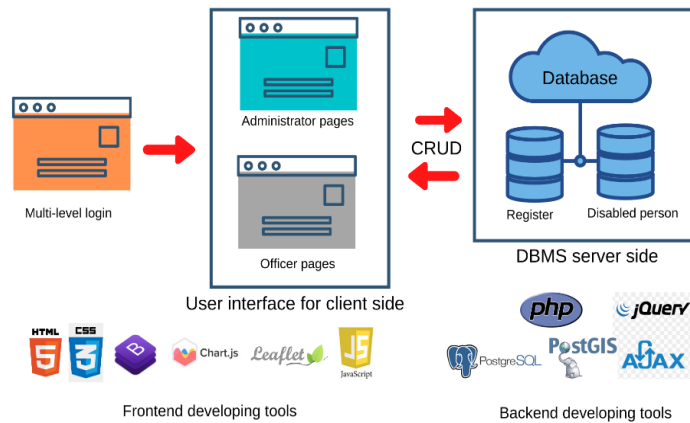 Database
Administrator pages
CRUD
Multi-level login
Register
Disabled person
Officer pages
DBMS server side
User interface for client side
HTML
5
CSS
3
B
Chart.js
Leaflet
JS
JavaScript
php
jQuery
PostgreSQL
PostGIS
AJAX
Frontend developing tools
Backend developing tools